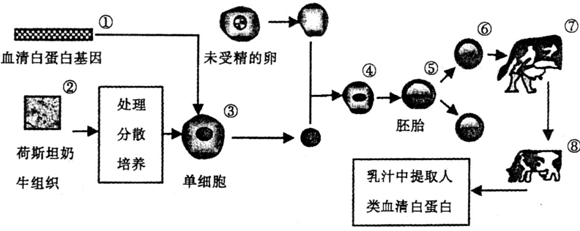 ①
血清白蛋白基因
未受精的卵
②
荷斯坦奶
牛组织
处理
分散
培养
③
单细胞
④
⑤
胚胎
⑥
⑦
⑧
乳汁中提取人
类血清白蛋白